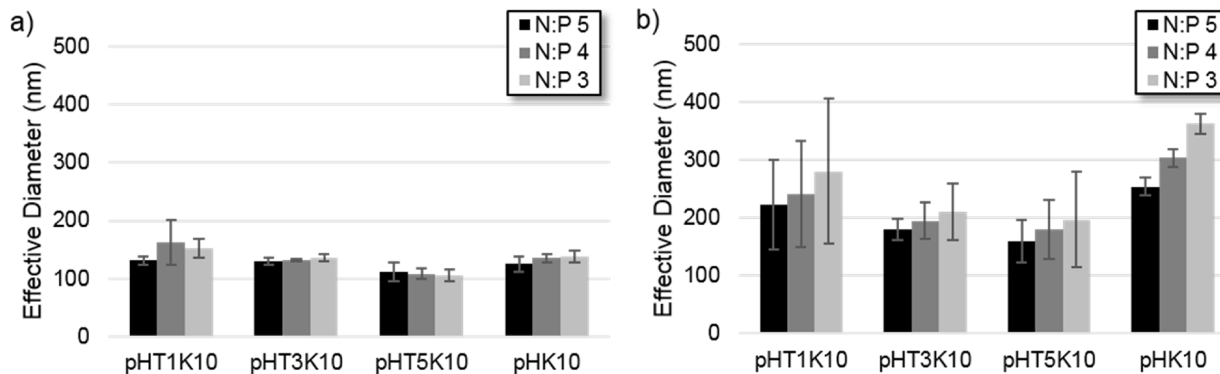 a)
N:P 5
N:P 4
N:P 3
Effective Diameter (nm)
500
400
300
200
100
0
pHT1K10 pHT3K10 pHT5K10 pHK10
b)
N:P 5
N:P 4
N:P 3
Effective Diameter (nm)
500
400
300
200
100
0
pHT1K10 pHT3K10 pHT5K10 pHK10